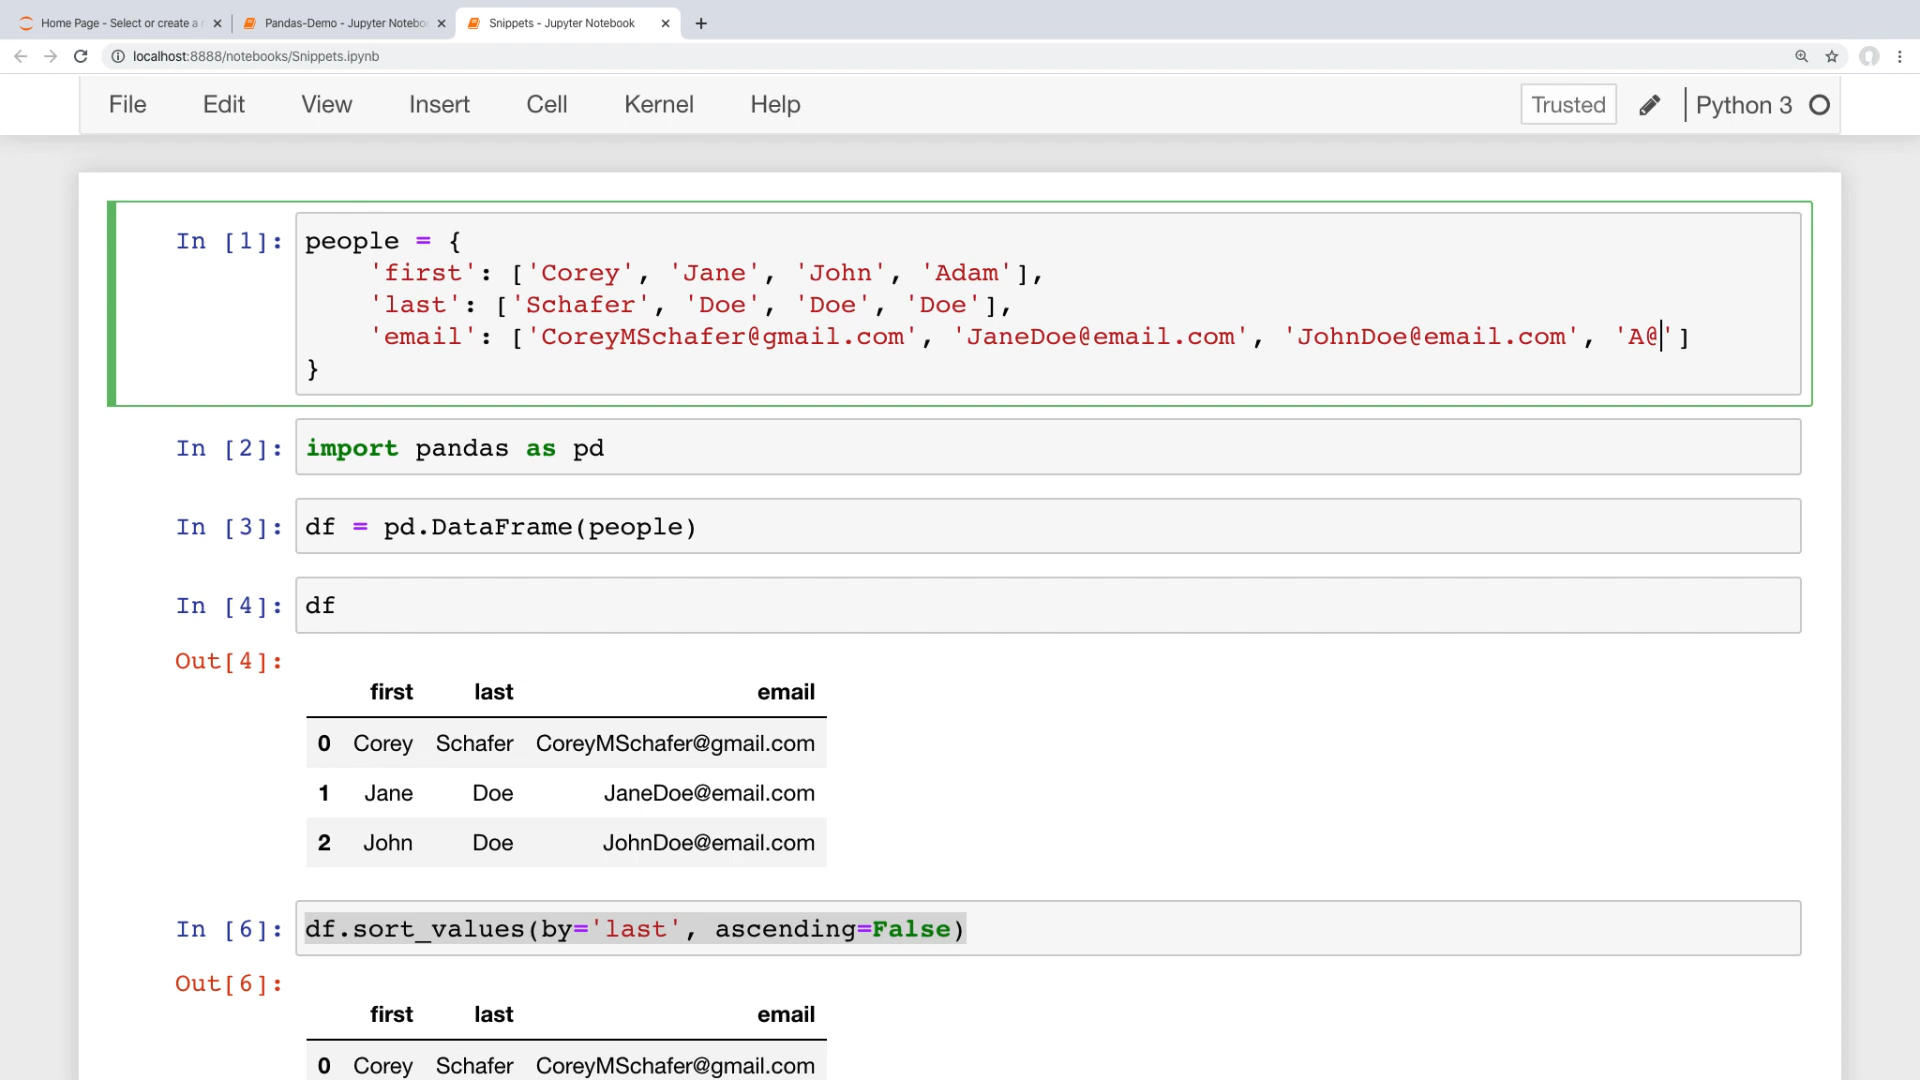 Home Page - Select or create a n
Pandas-Demo - Jupyter Notebo
Snippets - Jupyter Notebook
localhost:8888/notebooks/Snippets.ipynb
File Edit View Insert Cell Kernel Help Trusted Python 3
In [1]: people = {
'first': ['Corey', 'Jane', 'John', 'Adam'],
'last': ['Schafer', 'Doe', 'Doe', 'Doe'],
'email': ['CoreyMSchafer@gmail.com', 'JaneDoe@email.com', 'JohnDoe@email.com', 'A@']
}
In [2]: import pandas as pd
In [3]: df = pd.DataFrame(people)
In [4]: df
Out[4]:
first last email
0 Corey Schafer CoreyMSchafer@gmail.com
1 Jane Doe JaneDoe@email.com
2 John Doe JohnDoe@email.com
In [6]: df.sort_values(by='last', ascending=False)
Out[6]:
first last email
0 Corey Schafer CoreyMSchafer@gmail.com